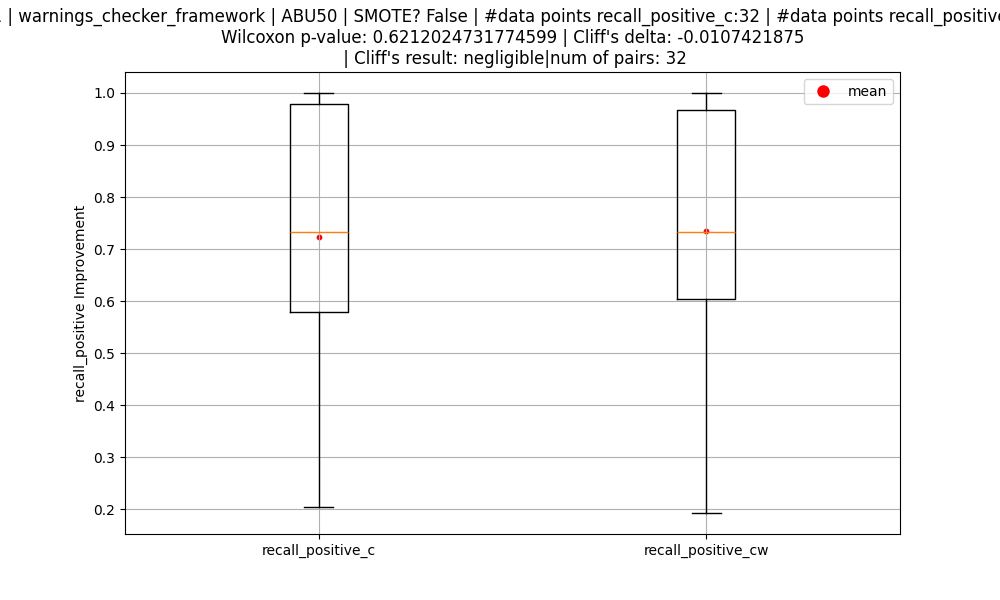 | warnings_checker_framework | ABU50 | SMOTE? False | #data points recall_positive_c:32 | #data points
Wilcoxon p-value: 0.6212024731774599 | Cliff's delta: -0.0107421875
| Cliff's result: negligible|num of pairs: 32
mean
1.0
0.9
0.8
0.7
0.6
0.5
0.4
0.3
0.2
recall_positive Improvement
recall_positive_c
recall_positive_cw